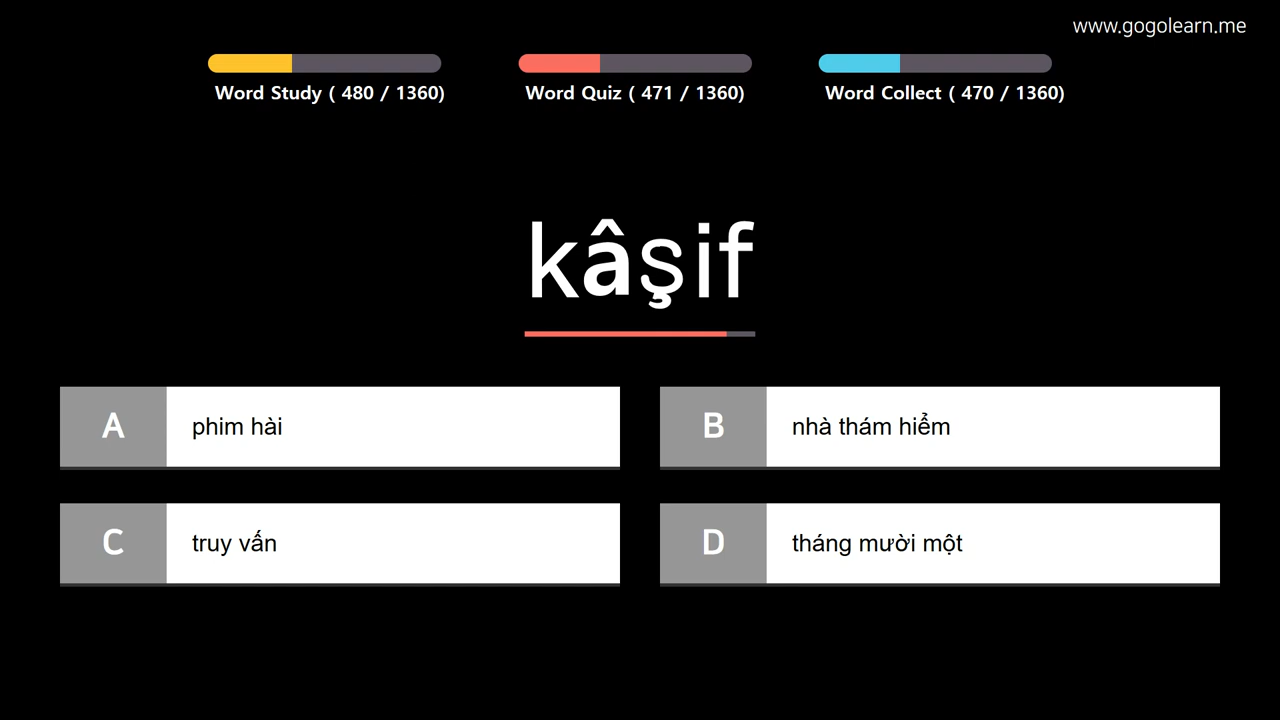 www.gogolearn.me
Word Study ( 480 / 1360)
Word Quiz ( 471 / 1360)
Word Collect ( 470 / 1360)
kâşif
A phim hài
B nhà thám hiểm
C truy vấn
D tháng mười một